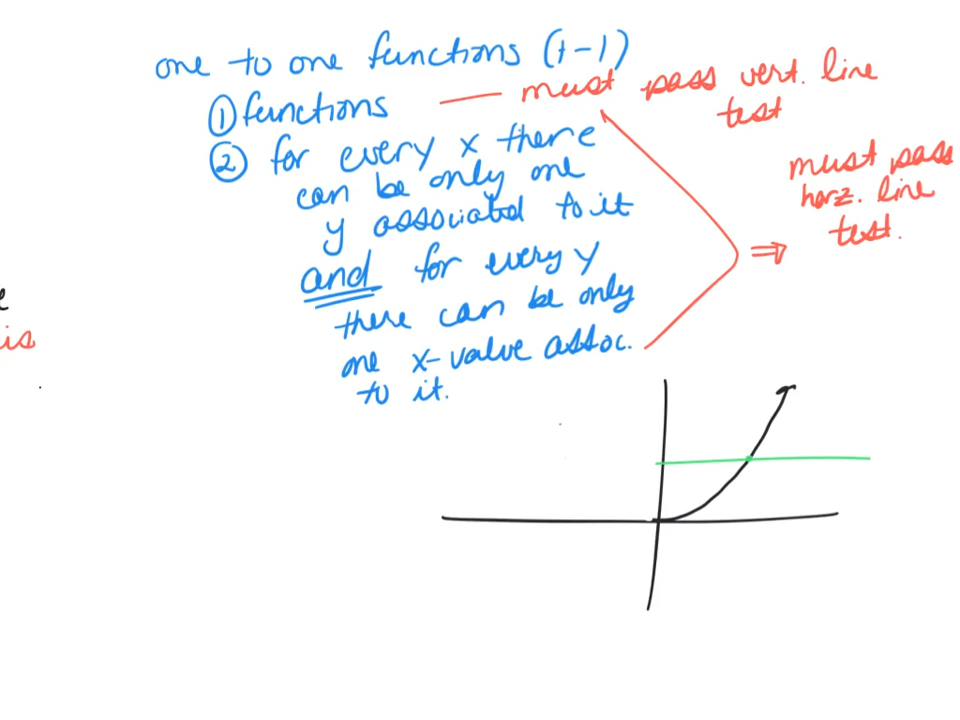 one to one functions (1-1)
① functions — must pass vert. line
test
② for every x there
can be only one
y associated to it
and for every y
there can be only
one x-value assoc.
to it.
⇒ must pass
horz. line
test.
is